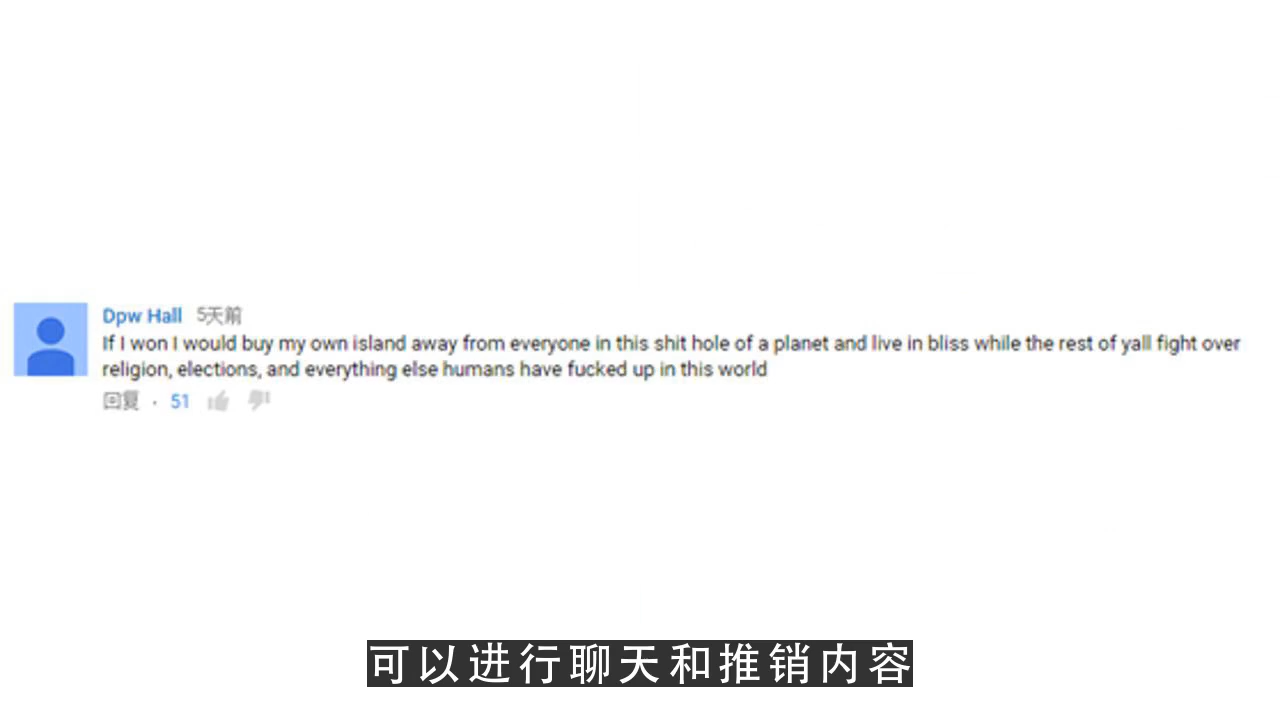 Dpw Hall 5天前
If I won I would buy my own island away from everyone in this shit hole of a planet and live in bliss while the rest of yall fight over
religion, elections, and everything else humans have fucked up in this world
回复 · 51
可以进行聊天和推销内容